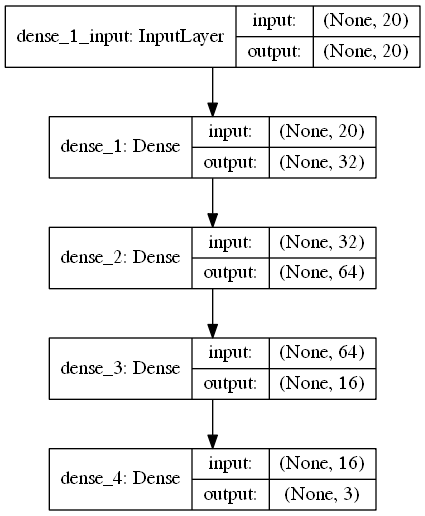 dense_1_input: InputLayer input: (None, 20)
output: (None, 20)
dense_1: Dense input: (None, 20)
output: (None, 32)
dense_2: Dense input: (None, 32)
output: (None, 64)
dense_3: Dense input: (None, 64)
output: (None, 16)
dense_4: Dense input: (None, 16)
output: (None, 3)